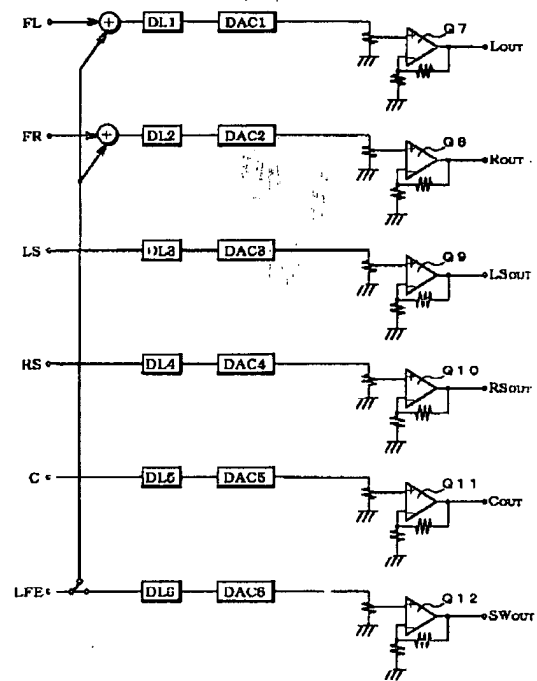 FL DL1 DAC1 Q7 LOUT
FR DL2 DAC2 Q8 ROUT
LS DL3 DAC3 Q9 LSOUT
RS DL4 DAC4 Q10 RSOUT
C DL5 DAC5 Q11 COUT
LFE DL6 DAC6 Q12 SWOUT